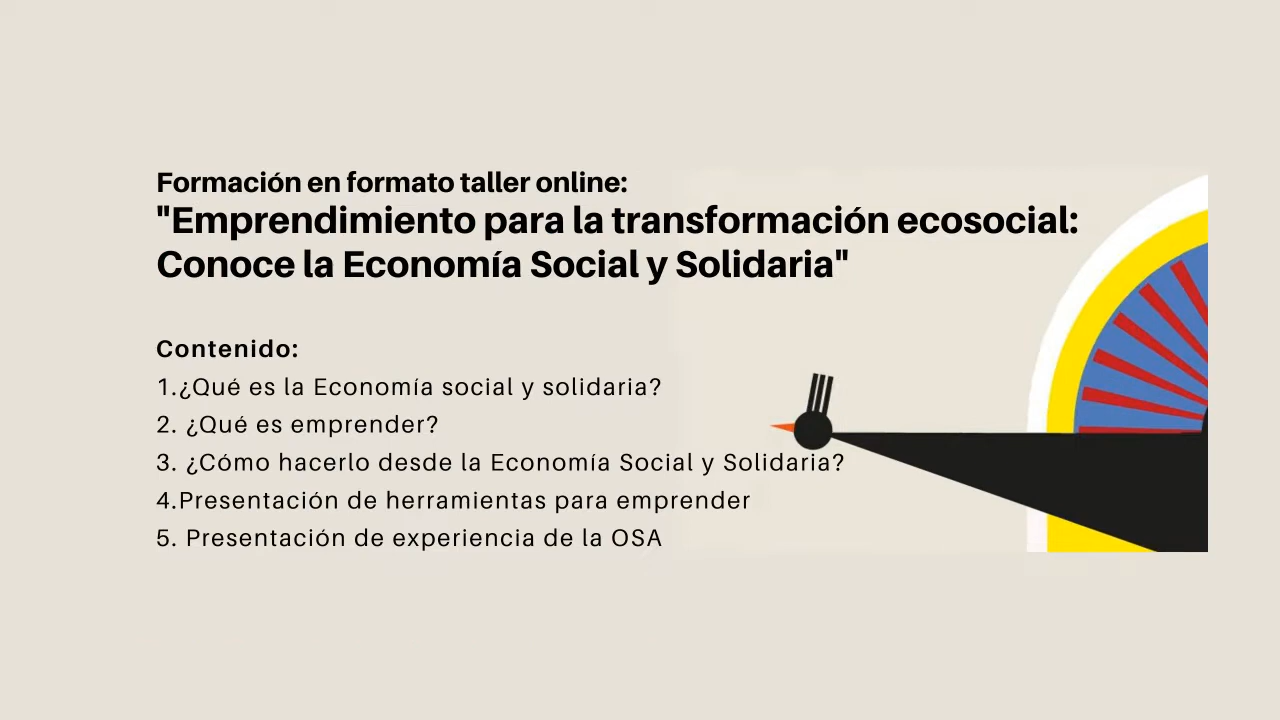 Formación en formato taller online:
"Emprendimiento para la transformación ecosocial:
Conoce la Economía Social y Solidaria"
Contenido:
1.¿Qué es la Economía social y solidaria?
2. ¿Qué es emprender?
3. ¿Cómo hacerlo desde la Economía Social y Solidaria?
4.Presentación de herramientas para emprender
5. Presentación de experiencia de la OSA